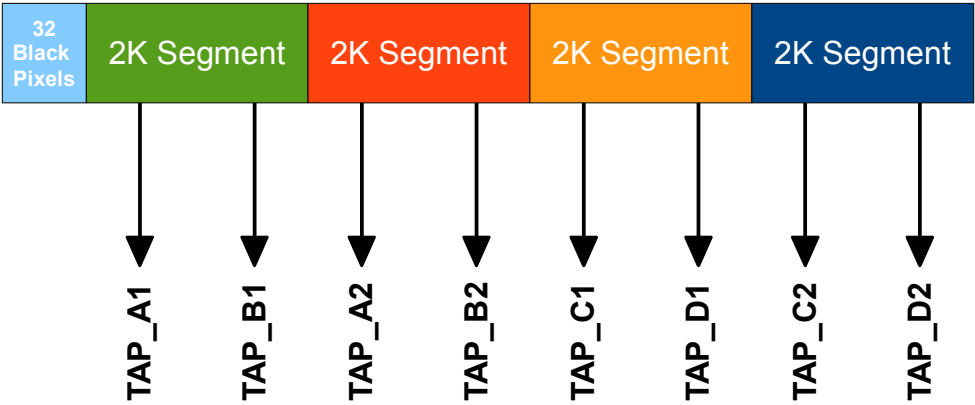 32
Black
Pixels
2K Segment
2K Segment
2K Segment
2K Segment
TAP_A1
TAP_B1
TAP_A2
TAP_B2
TAP_C1
TAP_D1
TAP_C2
TAP_D2